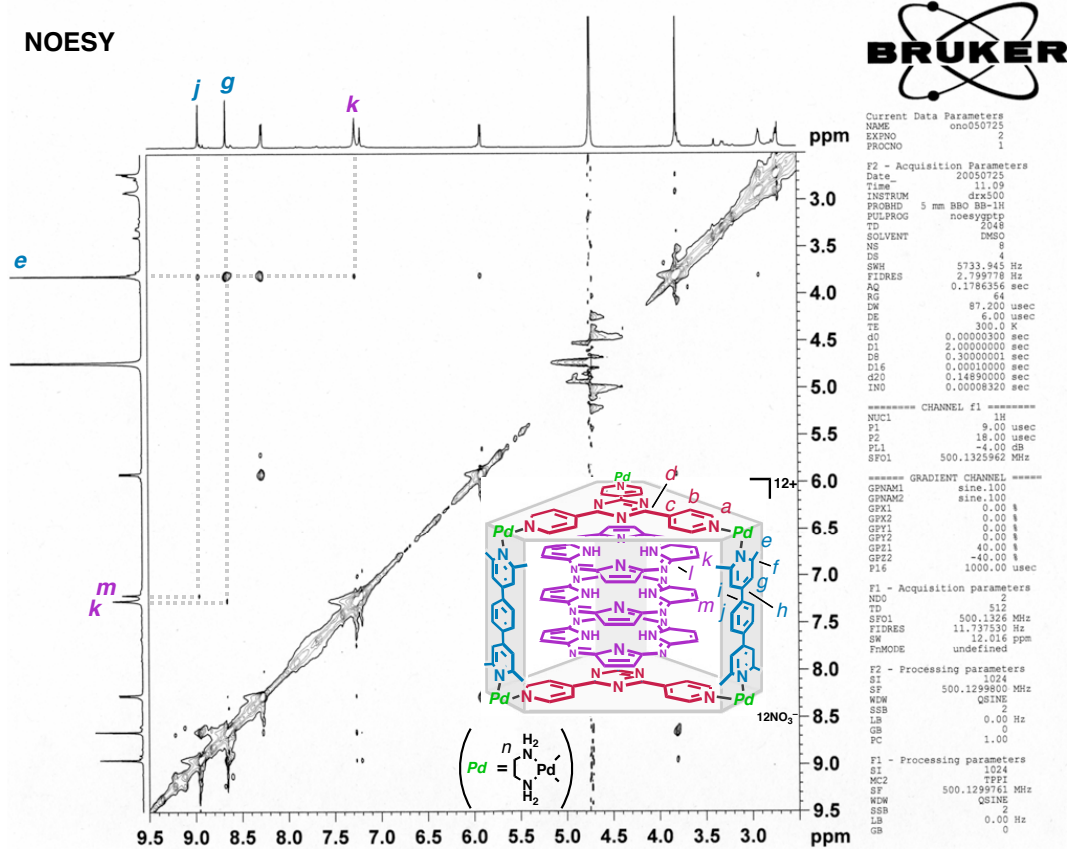 NOESY
BRUKER
j
g
k
ppm
e
m
k
3.0
3.5
4.0
4.5
5.0
5.5
6.0
6.5
7.0
7.5
8.0
8.5
9.0
9.5
9.5 9.0 8.5 8.0 7.5 7.0 6.5 6.0 5.5 5.0 4.5 4.0 3.5 3.0 ppm
12+
Pd
d
b
c
a
N
N
N
N
N
N
Pd
Pd
e
f
g
h
i
j
k
l
m
NH HN
N N N
NH HN
N N N
NH HN
N N N
Pd
Pd
12NO3−
Pd =
n
H2
N
Pd
N
H2
Current Data Parameters
NAME ono050725
EXPNO 2
PROCNO 1
F2 - Acquisition Parameters
Date_ 20050725
Time 11.09
INSTRUM drx500
PROBHD 5 mm BBO BB-1H
PULPROG noesygptp
TD 2048
SOLVENT DMSO
NS 8
DS 4
SWH 5733.945 Hz
FIDRES 2.799778 Hz
AQ 0.1786356 sec
RG 64
DW 87.200 usec
DE 6.00 usec
TE 300.0 K
d0 0.00000300 sec
D1 2.00000000 sec
D8 0.30000001 sec
D16 0.00010000 sec
d20 0.14890000 sec
IN0 0.00008320 sec
======== CHANNEL f1 ========
NUC1 1H
P1 9.00 usec
P2 18.00 usec
PL1 -4.00 dB
SFO1 500.1325962 MHz
====== GRADIENT CHANNEL =====
GPNAM1 sine.100
GPNAM2 sine.100
GPX1 0.00 %
GPX2 0.00 %
GPY1 0.00 %
GPY2 0.00 %
GPZ1 40.00 %
GPZ2 -40.00 %
P16 1000.00 usec
F1 - Acquisition parameters
ND0 2
TD 512
SFO1 500.1326 MHz
FIDRES 11.737530 Hz
SW 12.016 ppm
FnMODE undefined
F2 - Processing parameters
SI 1024
SF 500.1299800 MHz
WDW QSINE
SSB 2
LB 0.00 Hz
GB 0
PC 1.00
F1 - Processing parameters
SI 1024
MC2 TPPI
SF 500.1299761 MHz
WDW QSINE
SSB 2
LB 0.00 Hz
GB 0